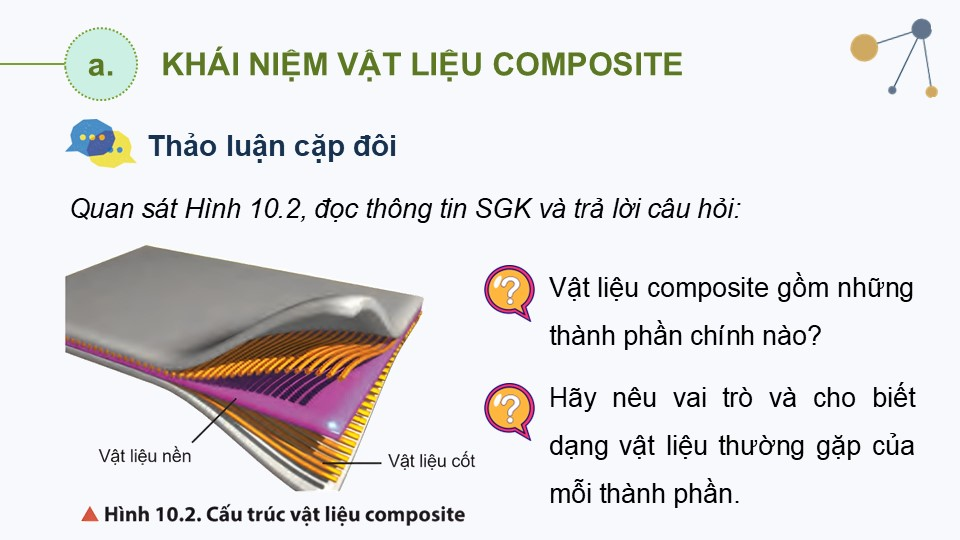 a.
KHÁI NIỆM VẬT LIỆU COMPOSITE
Thảo luận cặp đôi
Quan sát Hình 10.2, đọc thông tin SGK và trả lời câu hỏi:
? Vật liệu composite gồm những
thành phần chính nào?
? Hãy nêu vai trò và cho biết
dạng vật liệu thường gặp của
mỗi thành phần.
Vật liệu nền
Vật liệu cốt
▲ Hình 10.2. Cấu trúc vật liệu composite